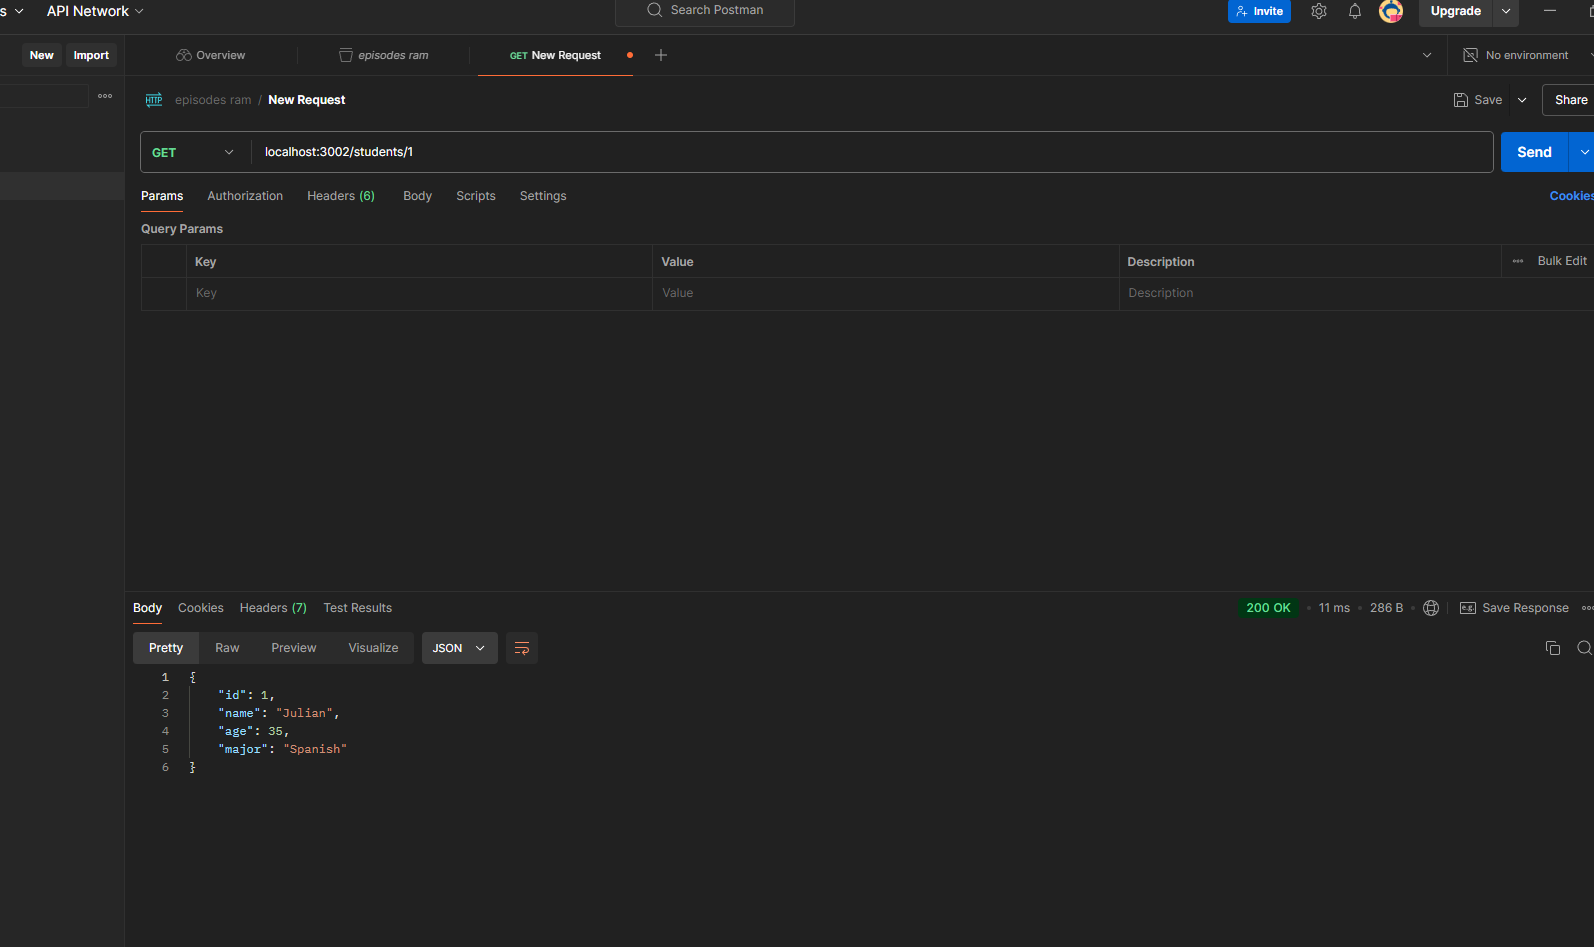 s API Network Search Postman Invite Upgrade
New Import Overview episodes ram GET New Request No environment
HTTP episodes ram / New Request Save Share
GET localhost:3002/students/1 Send
Params Authorization Headers (6) Body Scripts Settings Cookies
Query Params
Key Value Description Bulk Edit
Key Value Description
Body Cookies Headers (7) Test Results 200 OK 11 ms 286 B e.g. Save Response
Pretty Raw Preview Visualize JSON
1 {
2 "id": 1,
3 "name": "Julian",
4 "age": 35,
5 "major": "Spanish"
6 }